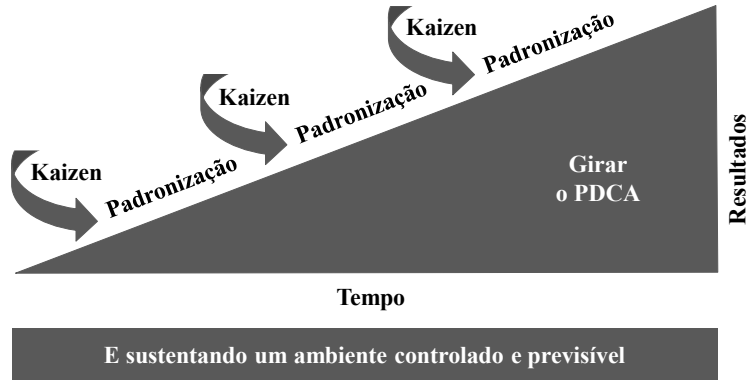 Kaizen
Padronização
Kaizen
Padronização
Kaizen
Padronização
Girar
o PDCA
Resultados
Tempo
E sustentando um ambiente controlado e previsível